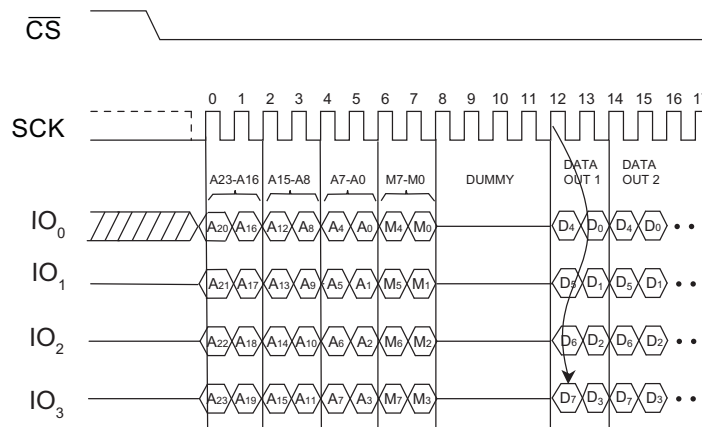 CS
0 1 2 3 4 5 6 7 8 9 10 11 12 13 14 15 16 17
SCK
A23-A16 A15-A8 A7-A0 M7-M0 DUMMY DATA OUT 1 DATA OUT 2
IO0 A20 A16 A12 A8 A4 A0 M4 M0 D4 D0 D4 D0
IO1 A21 A17 A13 A9 A5 A1 M5 M1 D5 D1 D5 D1
IO2 A22 A18 A14 A10 A6 A2 M6 M2 D6 D2 D6 D2
IO3 A23 A19 A15 A11 A7 A3 M7 M3 D7 D3 D7 D3